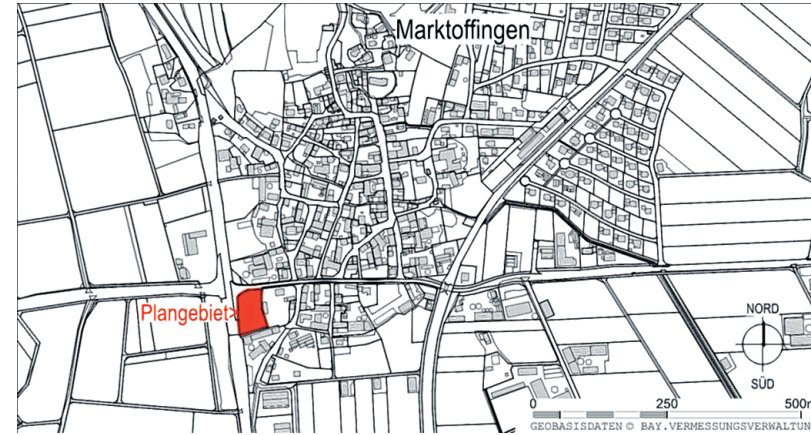 Marktoffingen
Plangebiet
NORD
SÜD
0 250 500m
GEOBASISDATEN © BAY.VERMESSUNGSVERWALTUN